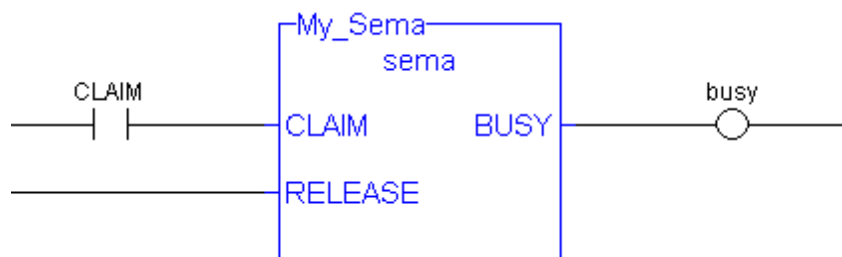 My_Sema
sema
CLAIM
busy
CLAIM
BUSY
RELEASE